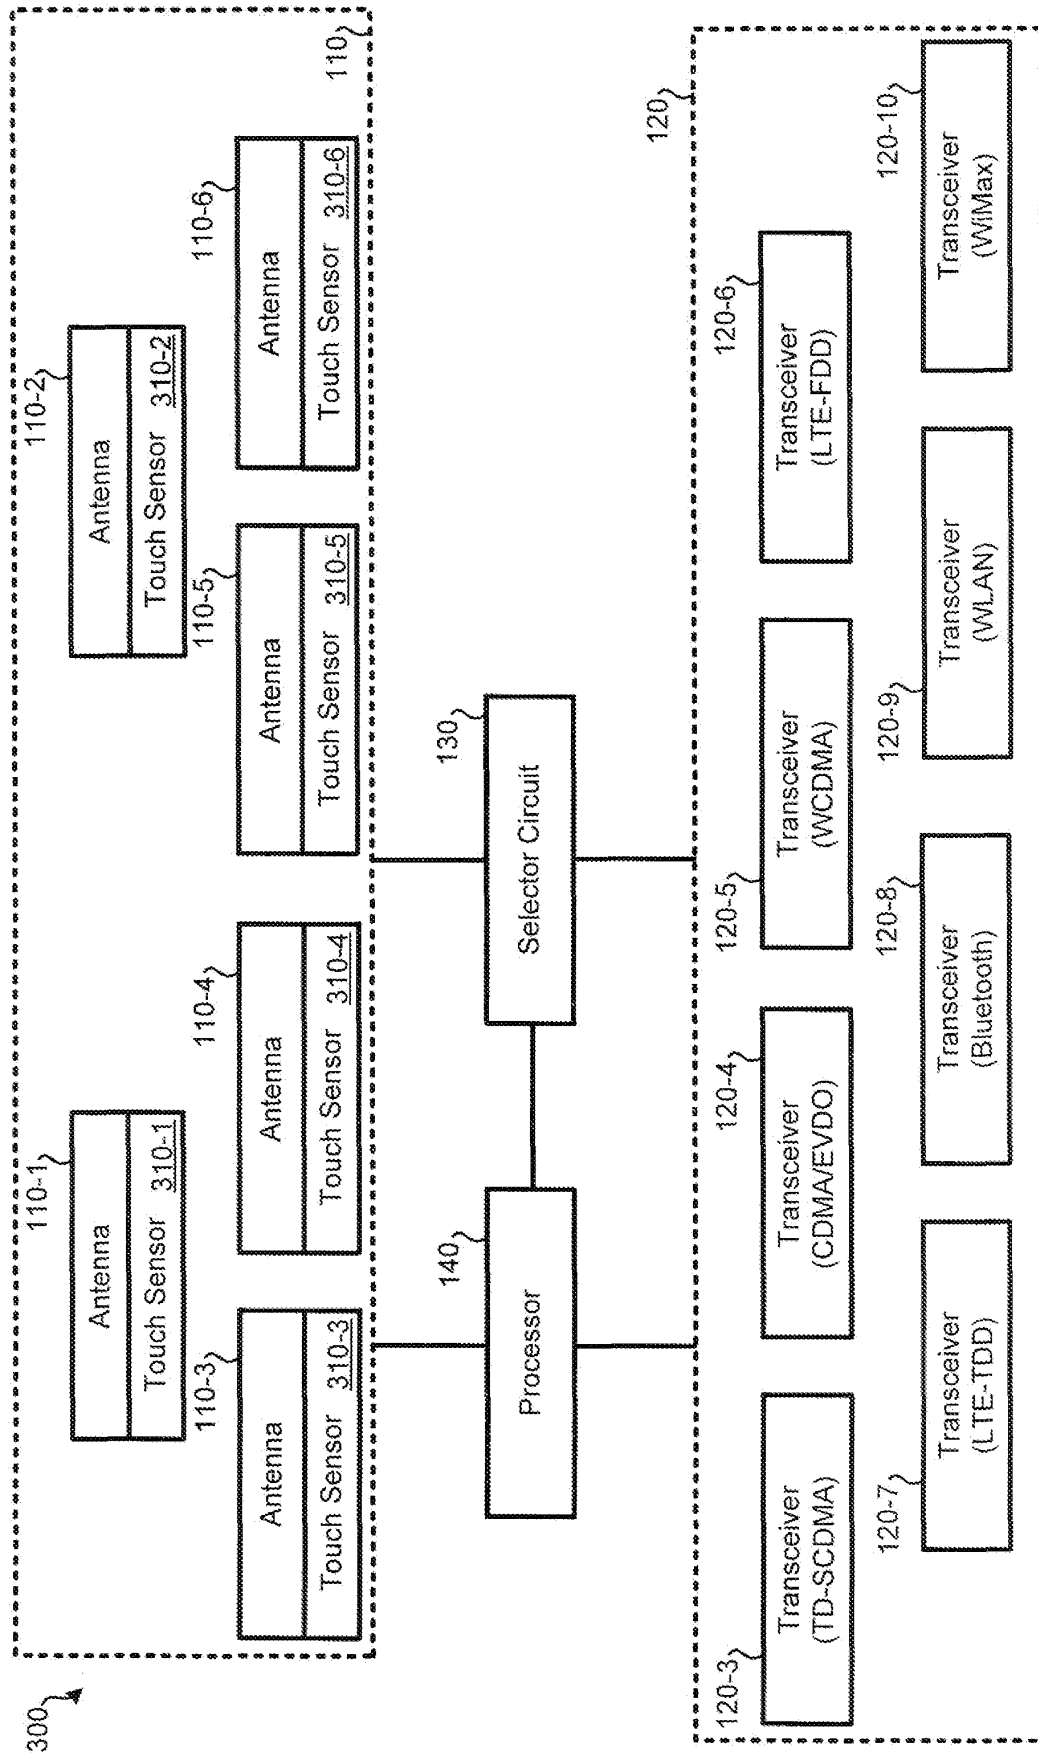 300
110
110-1
Antenna
Touch Sensor 310-1
110-2
Antenna
Touch Sensor 310-2
110-3
Antenna
Touch Sensor 310-3
110-4
Antenna
Touch Sensor 310-4
110-5
Antenna
Touch Sensor 310-5
110-6
Antenna
Touch Sensor 310-6
140
Processor
130
Selector Circuit
120
120-3
Transceiver
(TD-SCDMA)
120-4
Transceiver
(CDMA/EVDO)
120-5
Transceiver
(WCDMA)
120-6
Transceiver
(LTE-FDD)
120-7
Transceiver
(LTE-TDD)
120-8
Transceiver
(Bluetooth)
120-9
Transceiver
(WLAN)
120-10
Transceiver
(WiMax)